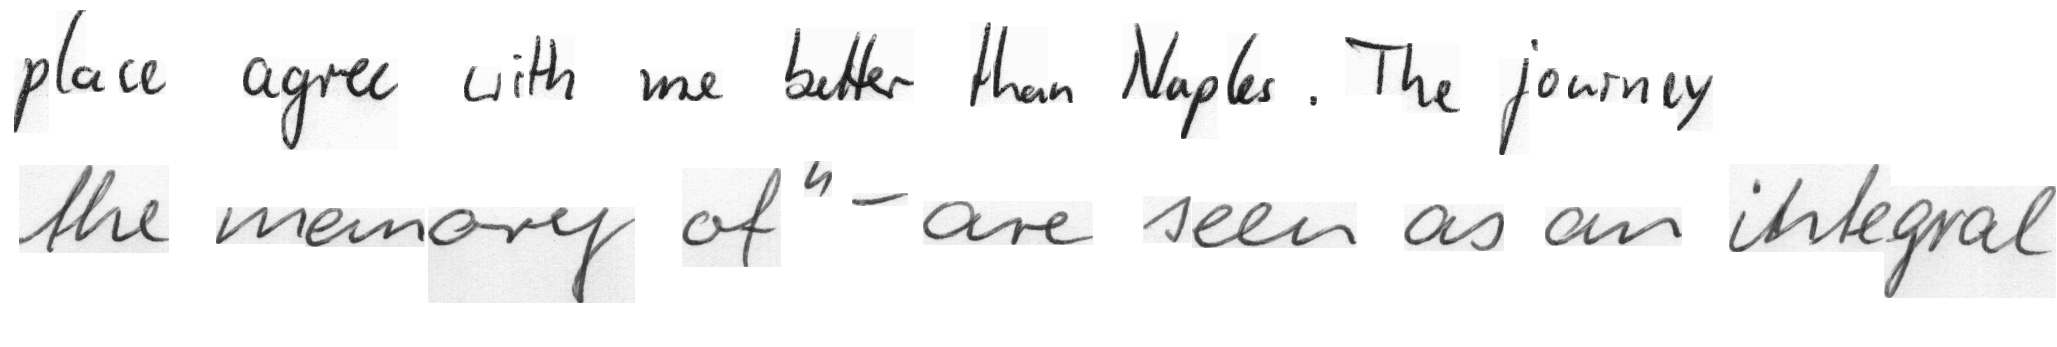 place agree with me better than Naples. The journey
the memory of" - are seen as an integral